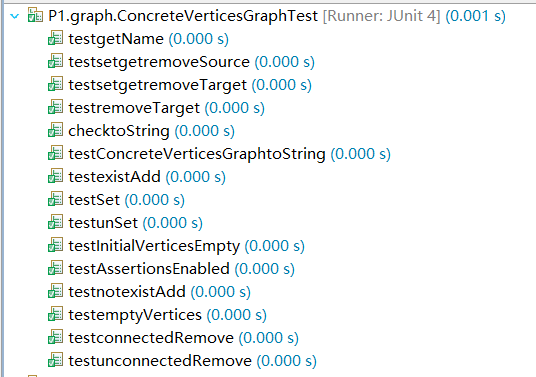 P1.graph.ConcreteVerticesGraphTest [Runner: JUnit 4] (0.001 s)
testgetName (0.000 s)
testsetgetremoveSource (0.000 s)
testsetgetremoveTarget (0.000 s)
testremoveTarget (0.000 s)
checktoString (0.000 s)
testConcreteVerticesGraphtoString (0.000 s)
testexistAdd (0.000 s)
testSet (0.000 s)
testunSet (0.000 s)
testInitialVerticesEmpty (0.000 s)
testAssertionsEnabled (0.000 s)
testnotexistAdd (0.000 s)
testemptyVertices (0.000 s)
testconnectedRemove (0.000 s)
testunconnectedRemove (0.000 s)